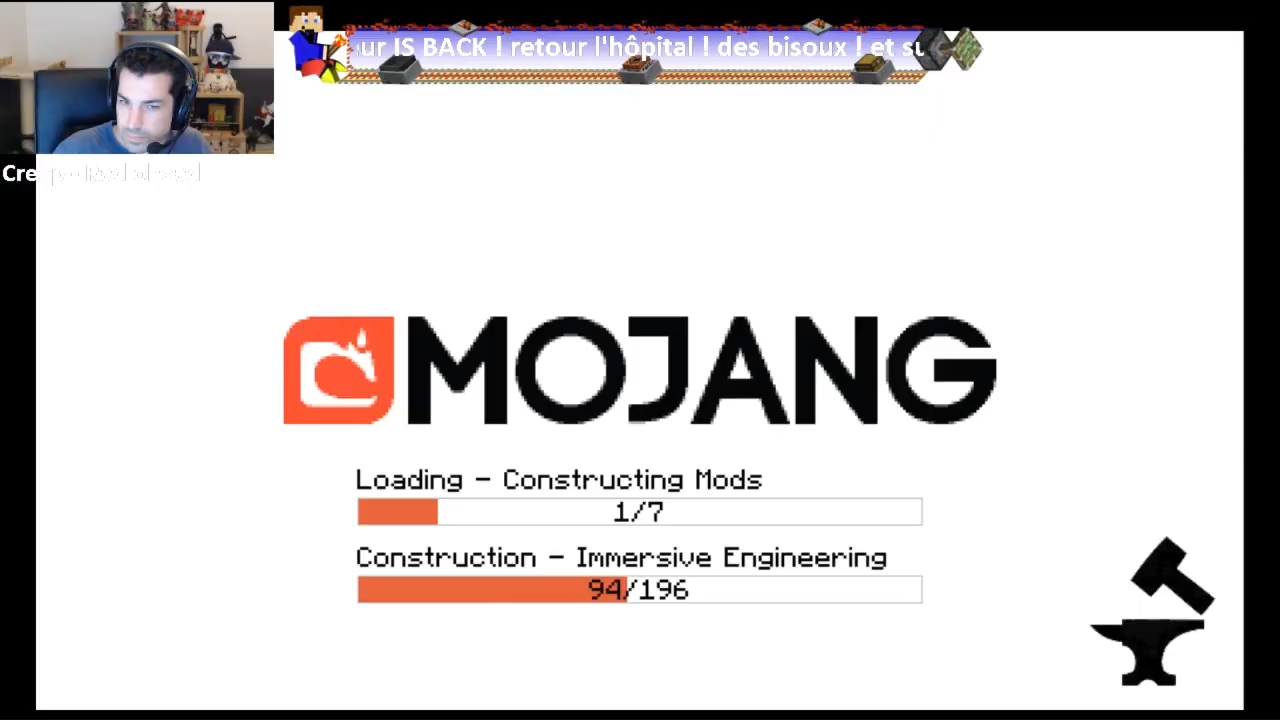 ur IS BACK ! retour l'hôpital ! des bisoux ! et su
MOJANG
Loading - Constructing Mods
1/7
Construction - Immersive Engineering
94/196